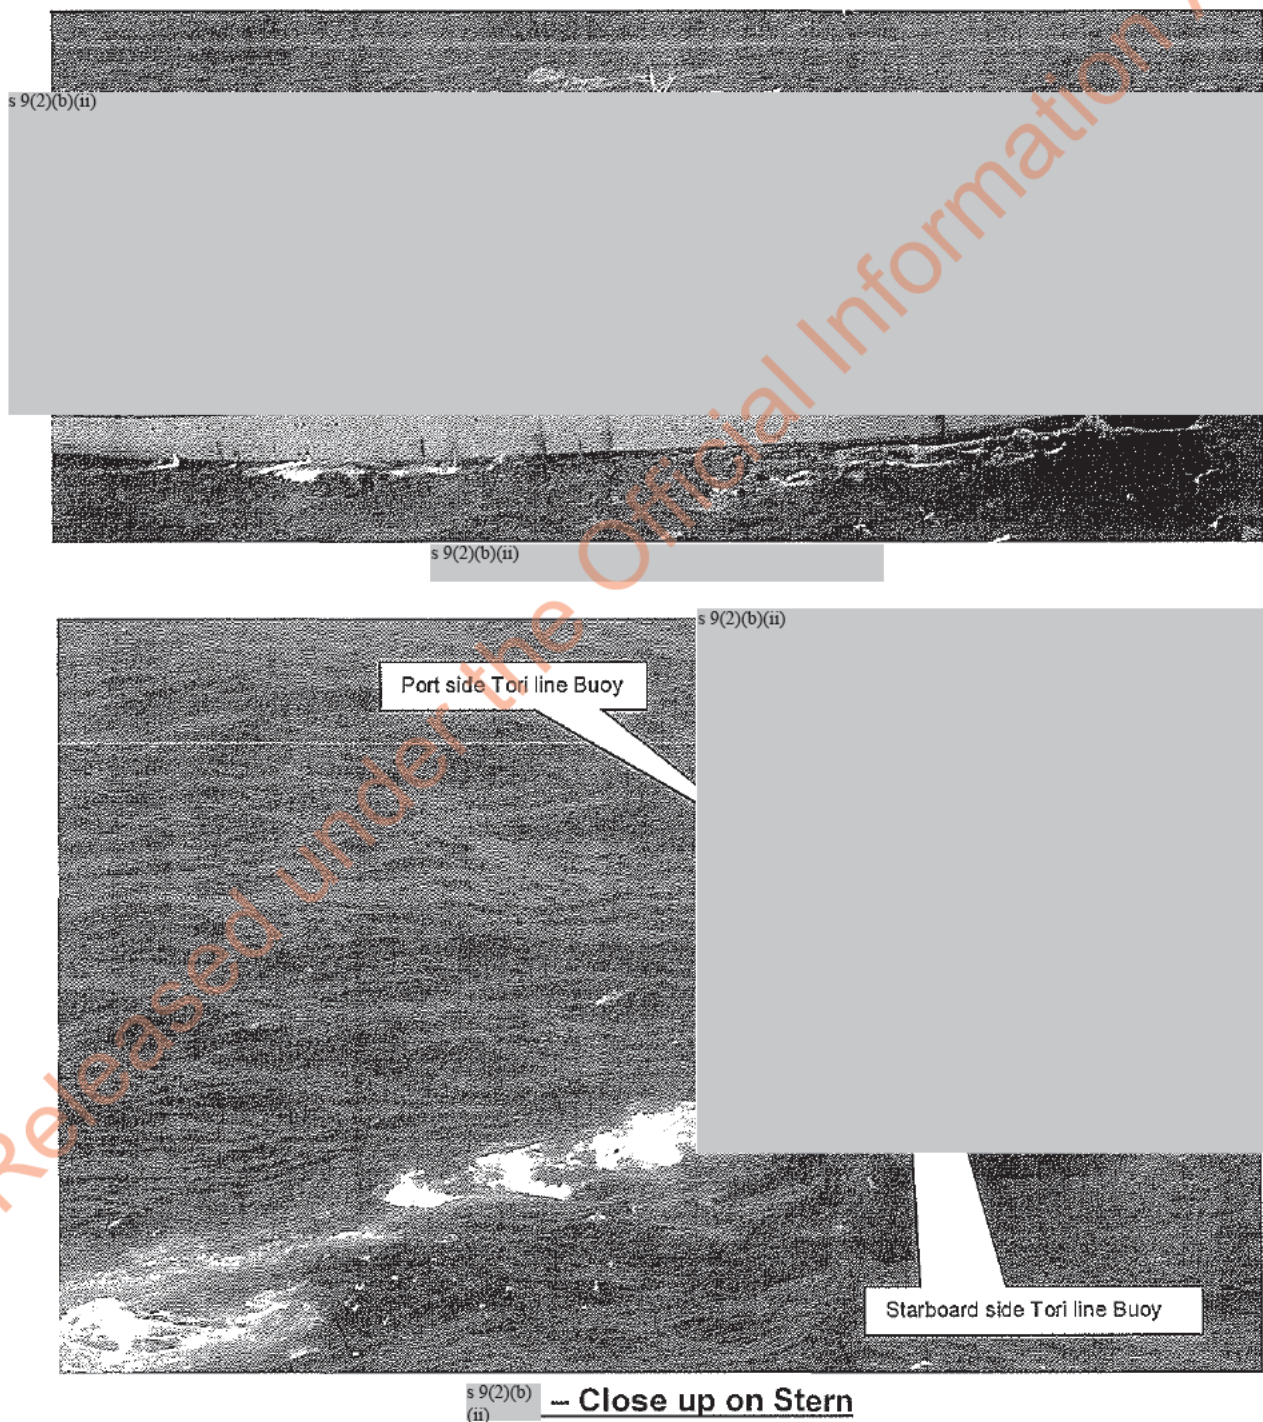 s 9(2)(b)(ii)
s 9(2)(b)(ii)
s 9(2)(b)(ii)
Port side Tori line Buoy
Starboard side Tori line Buoy
s 9(2)(b)
(ii)
– Close up on Stern
Released under the Official Information